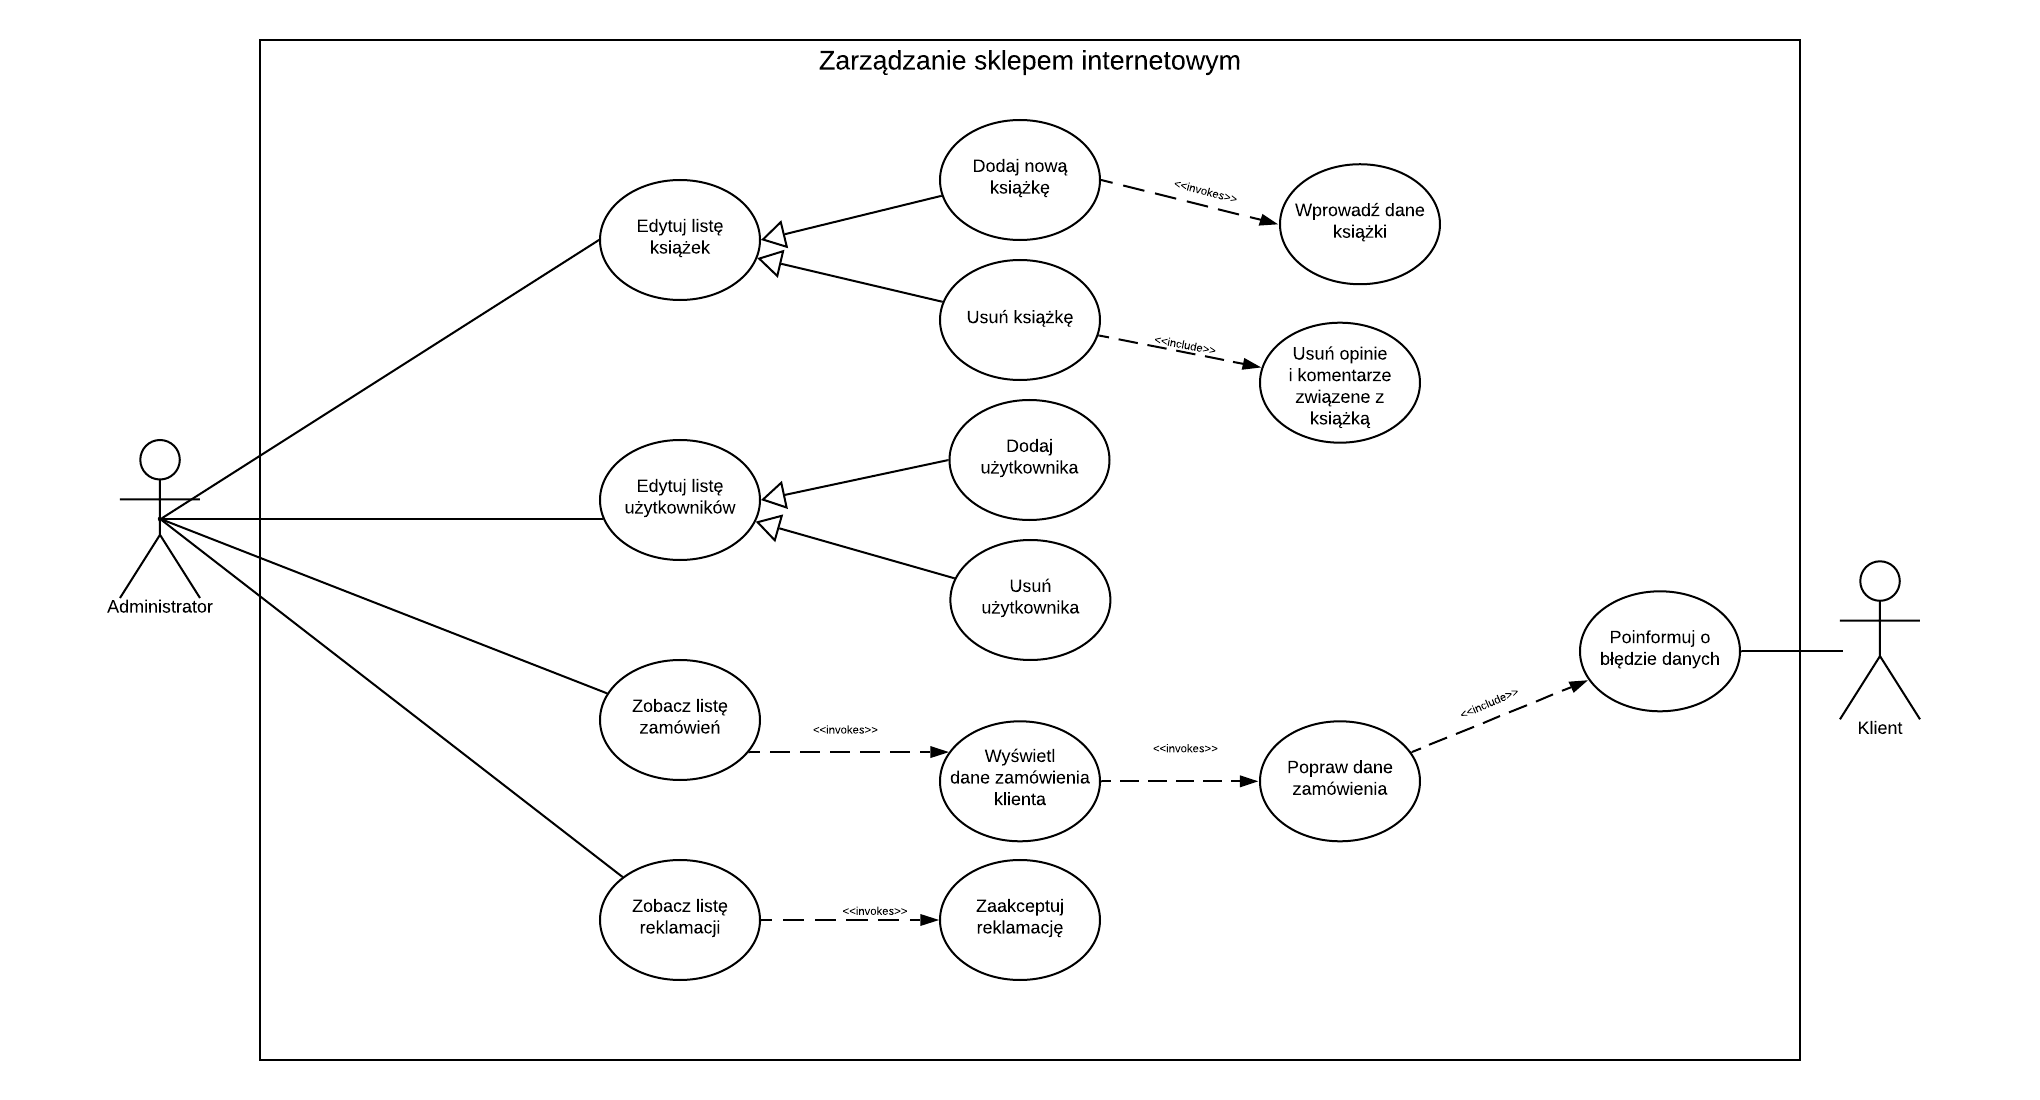 Zarządzanie sklepem internetowym
Dodaj nową
książkę
<<invokes>>
Wprowadź dane
książki
Edytuj listę
książek
Usuń książkę
<<include>>
Usuń opinie
i komentarze
związene z
książką
Dodaj
użytkownika
Edytuj listę
użytkowników
Usuń
użytkownika
Administrator
Poinformuj o
błędzie danych
Klient
Zobacz listę
zamówień
<<invokes>>
Wyświetl
dane zamówienia
klienta
<<invokes>>
Popraw dane
zamówienia
<<include>>
Zobacz listę
reklamacji
<<invokes>>
Zaakceptuj
reklamację